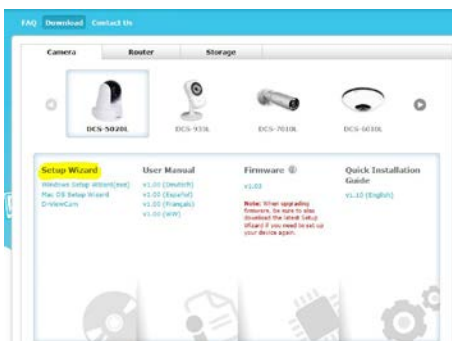 FAQ Download Contact Us
Camera Router Storage
DCS-5020L DCS-933L DCS-7010L DCS-6010L
Setup Wizard
Windows Setup Wizard(exe)
Mac OS Setup Wizard
D-ViewCam
User Manual
v1.00 (Deutsch)
v1.00 (Español)
v1.00 (Français)
v1.00 (WW)
Firmware
v1.03
Note: When upgrading
firmware, be sure to also
download the latest Setup
Wizard if you need to set up
your device again.
Quick Installation
Guide
v1.10 (English)